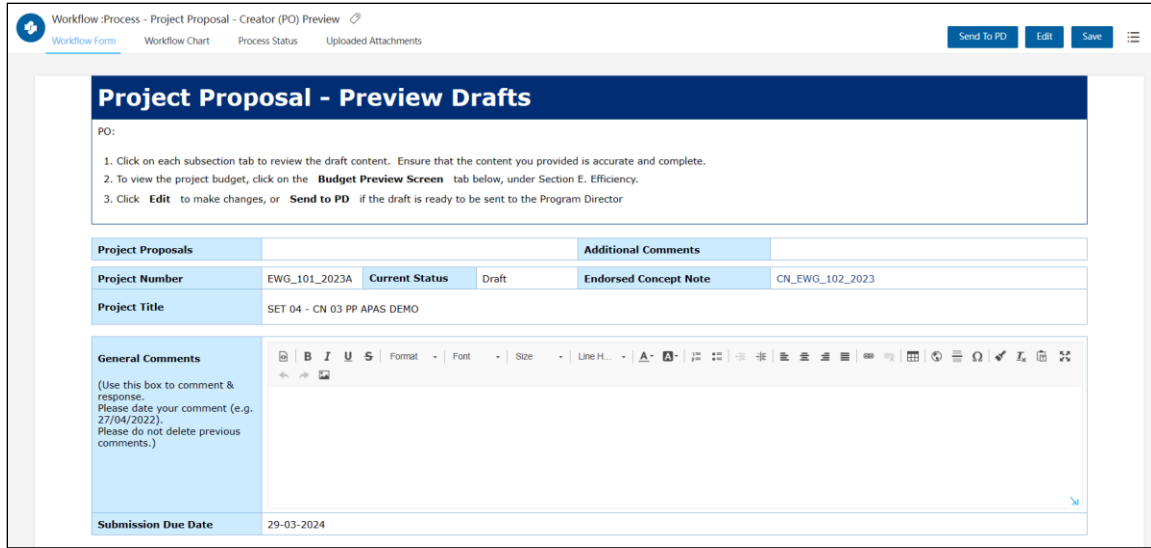 Workflow :Process - Project Proposal - Creator (PO) Preview
Workflow Form Workflow Chart Process Status Uploaded Attachments
Send To PD Edit Save
Project Proposal - Preview Drafts
PO:
1. Click on each subsection tab to review the draft content. Ensure that the content you provided is accurate and complete.
2. To view the project budget, click on the Budget Preview Screen tab below, under Section E. Efficiency.
3. Click Edit to make changes, or Send to PD if the draft is ready to be sent to the Program Director
Project Proposals Additional Comments
Project Number EWG_101_2023A Current Status Draft Endorsed Concept Note CN_EWG_102_2023
Project Title SET 04 - CN 03 PP APAS DEMO
General Comments
B I U S Format Font Size Line H... A A Ω Tx
(Use this box to comment &
response.
Please date your comment (e.g.
27/04/2022).
Please do not delete previous
comments.)
Submission Due Date 29-03-2024